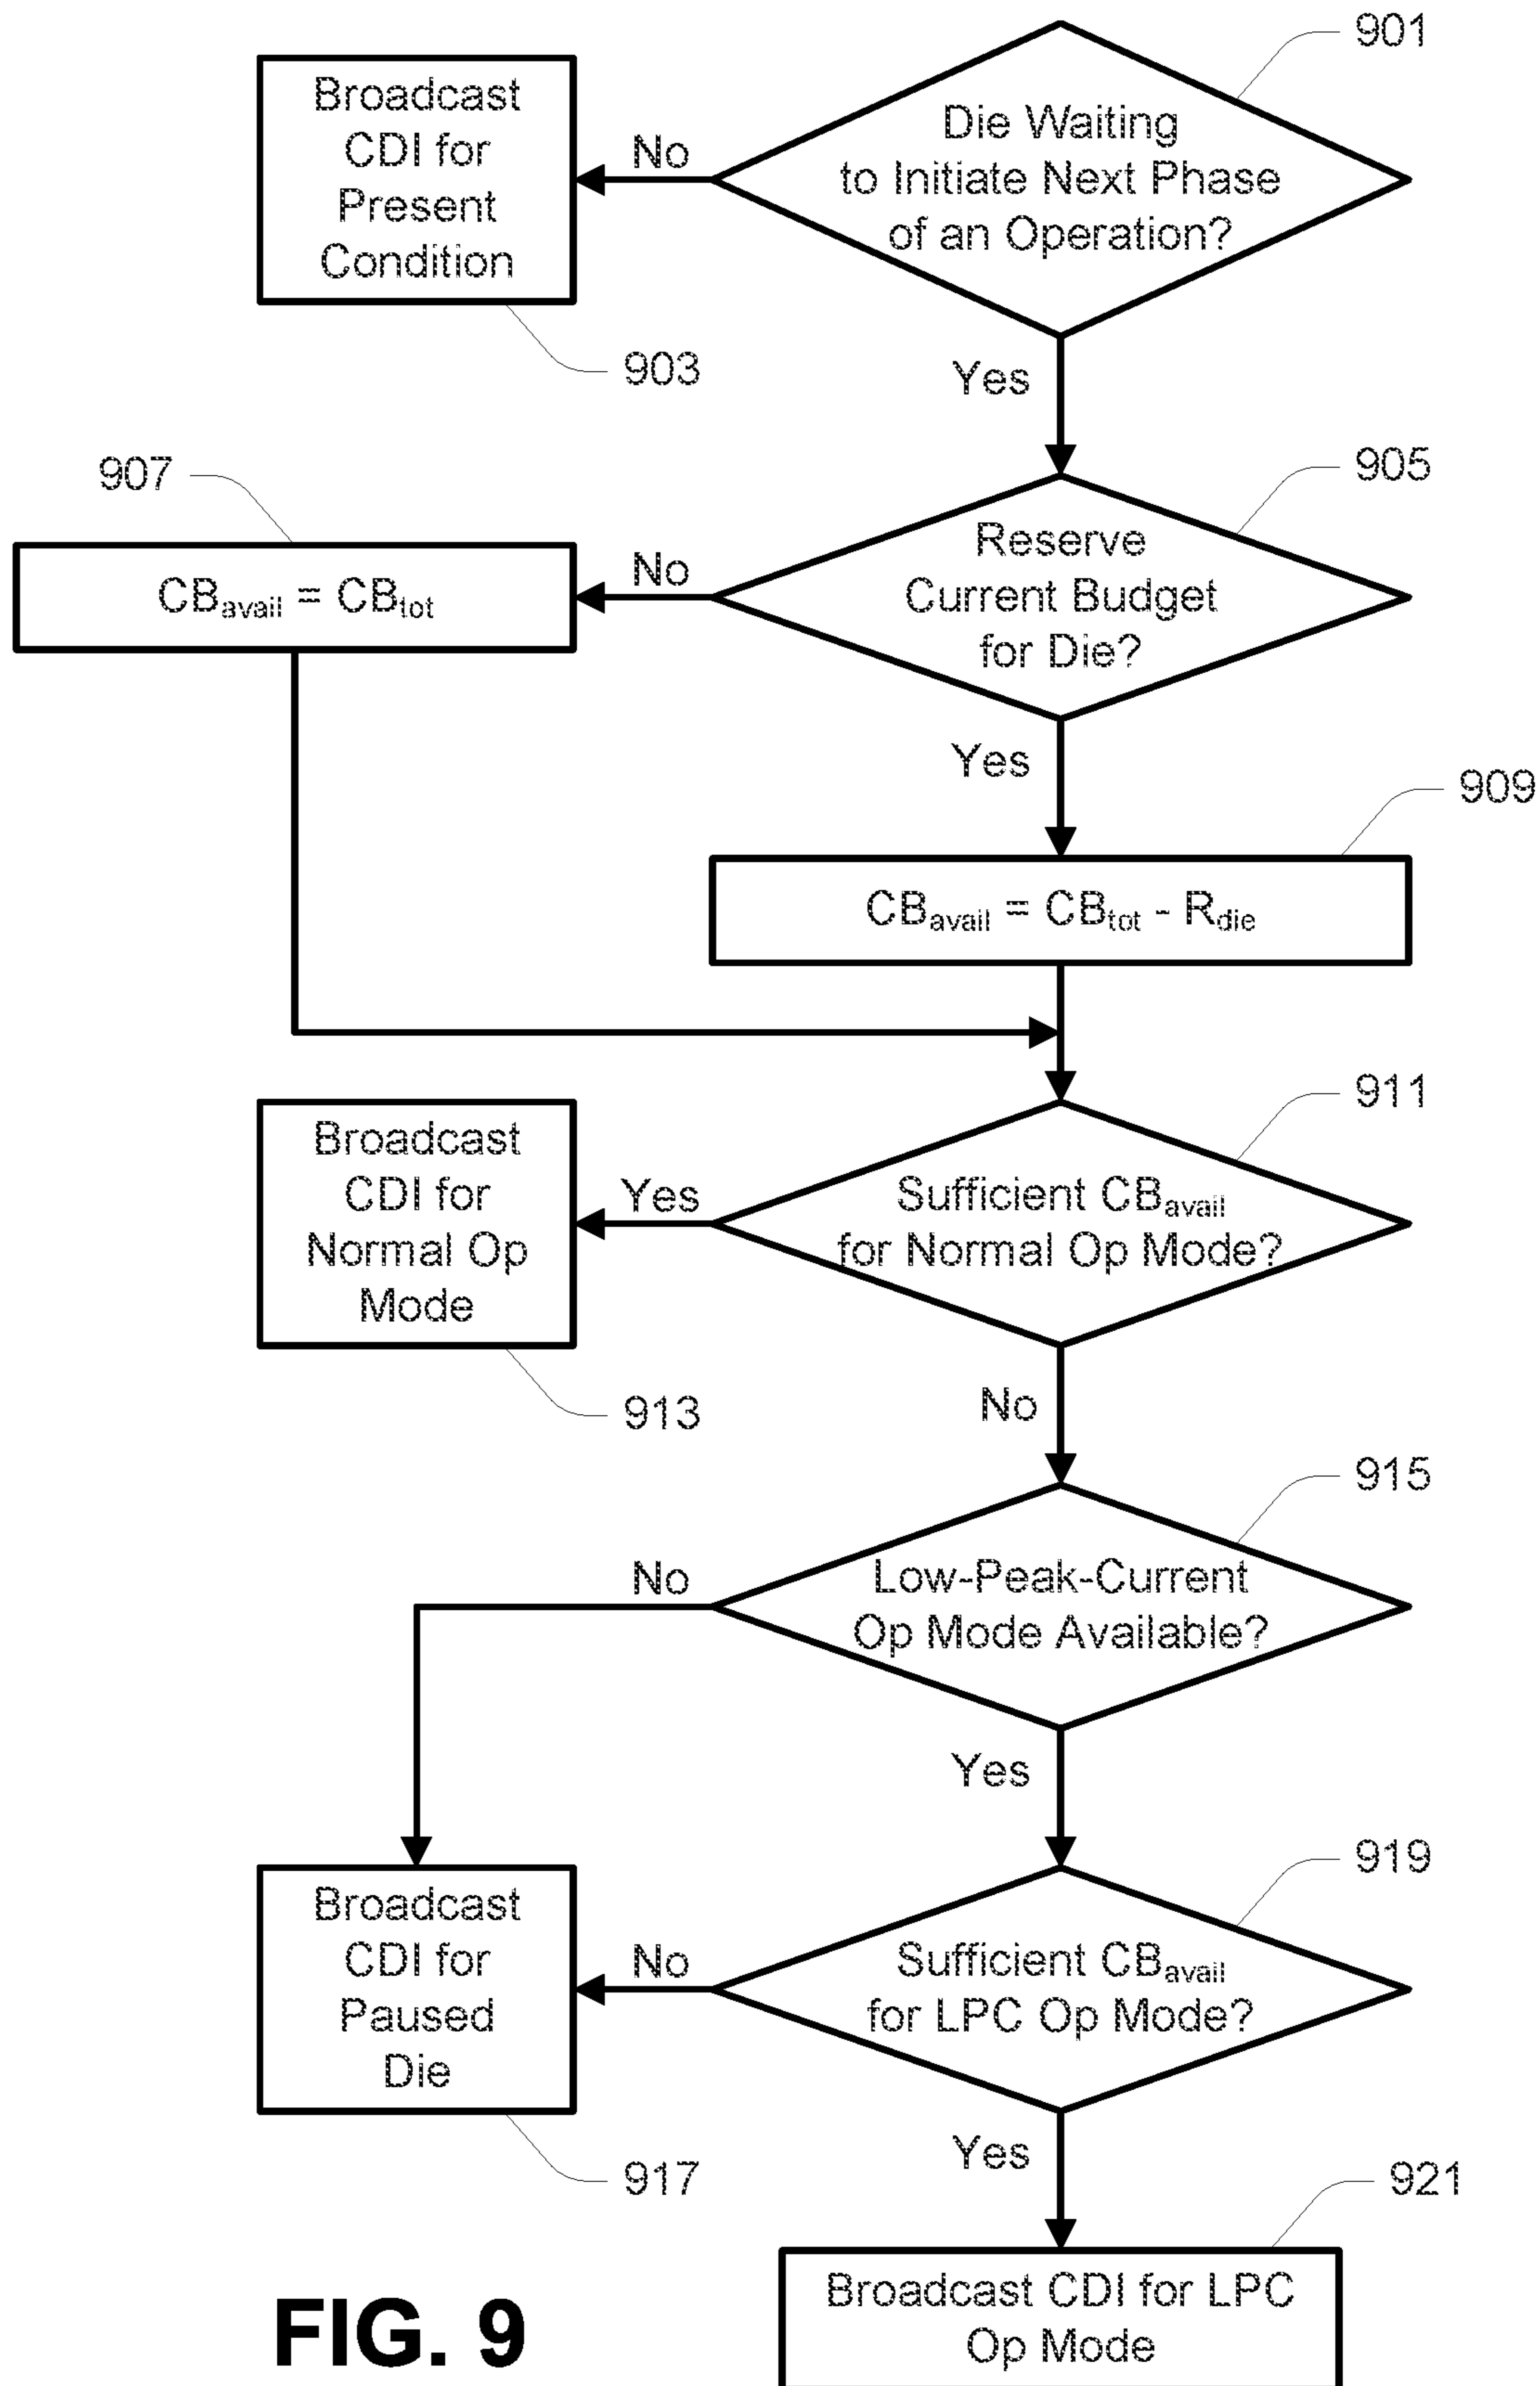 901
Die Waiting
to Initiate Next Phase
of an Operation?
No
Broadcast
CDI for
Present
Condition
903
Yes
907
905
Reserve
Current Budget
for Die?
No
CBavail = CBtot
Yes
909
CBavail = CBtot - Rdie
911
Sufficient CBavail
for Normal Op Mode?
Yes
Broadcast
CDI for
Normal Op
Mode
913
No
915
Low-Peak-Current
Op Mode Available?
No
Yes
919
Sufficient CBavail
for LPC Op Mode?
No
Broadcast
CDI for
Paused
Die
917
Yes
921
Broadcast CDI for LPC
Op Mode
FIG. 9